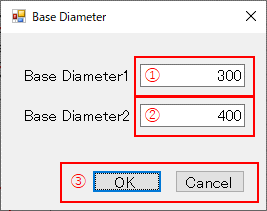 Base Diameter
Base Diameter1 ① 300
Base Diameter2 ② 400
③ OK Cancel